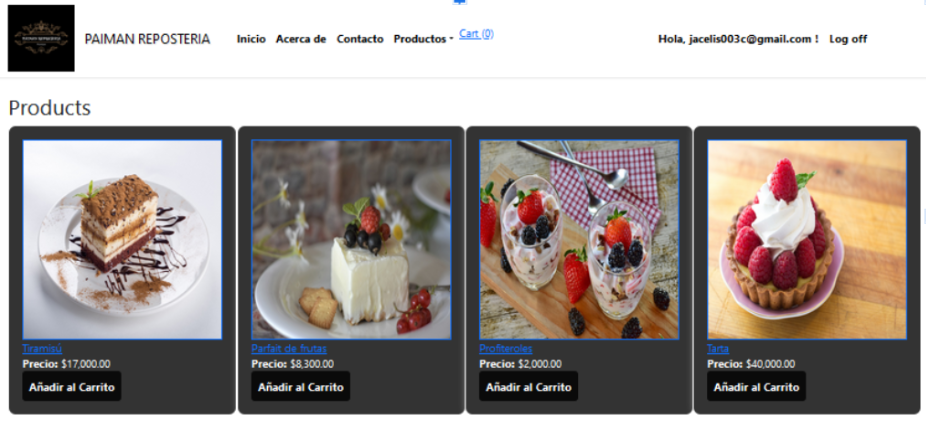 PAIMAN REPOSTERIA
PAIMAN REPOSTERIA Inicio Acerca de Contacto Productos Cart (0) Hola, jacelis003c@gmail.com ! Log off
Products
Tiramisú Parfait de frutas Profiteroles Tarta
Precio: $17,000.00 Precio: $8,300.00 Precio: $2,000.00 Precio: $40,000.00
Añadir al Carrito Añadir al Carrito Añadir al Carrito Añadir al Carrito